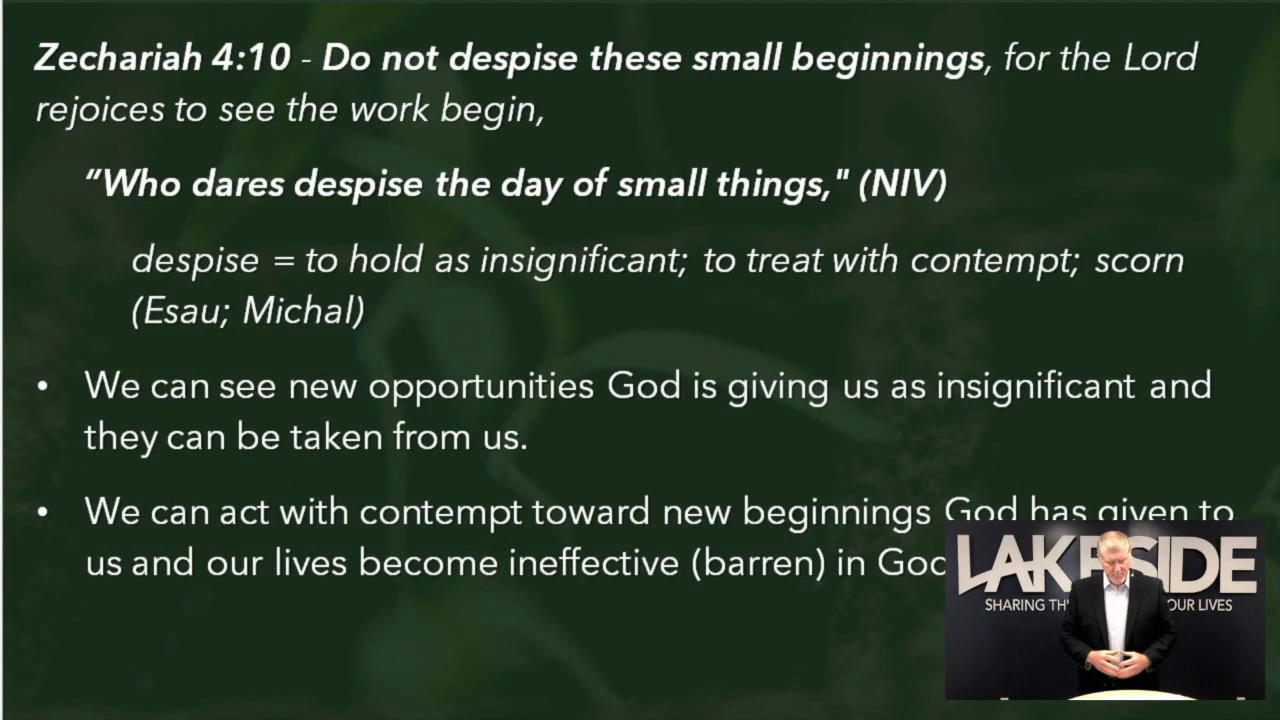 Zechariah 4:10 - Do not despise these small beginnings, for the Lord
rejoices to see the work begin,
“Who dares despise the day of small things," (NIV)
despise = to hold as insignificant; to treat with contempt; scorn
(Esau; Michal)
• We can see new opportunities God is giving us as insignificant and
they can be taken from us.
• We can act with contempt toward new beginnings God has given to
us and our lives become ineffective (barren) in
LAKESIDE
SHARING OUR LIVES